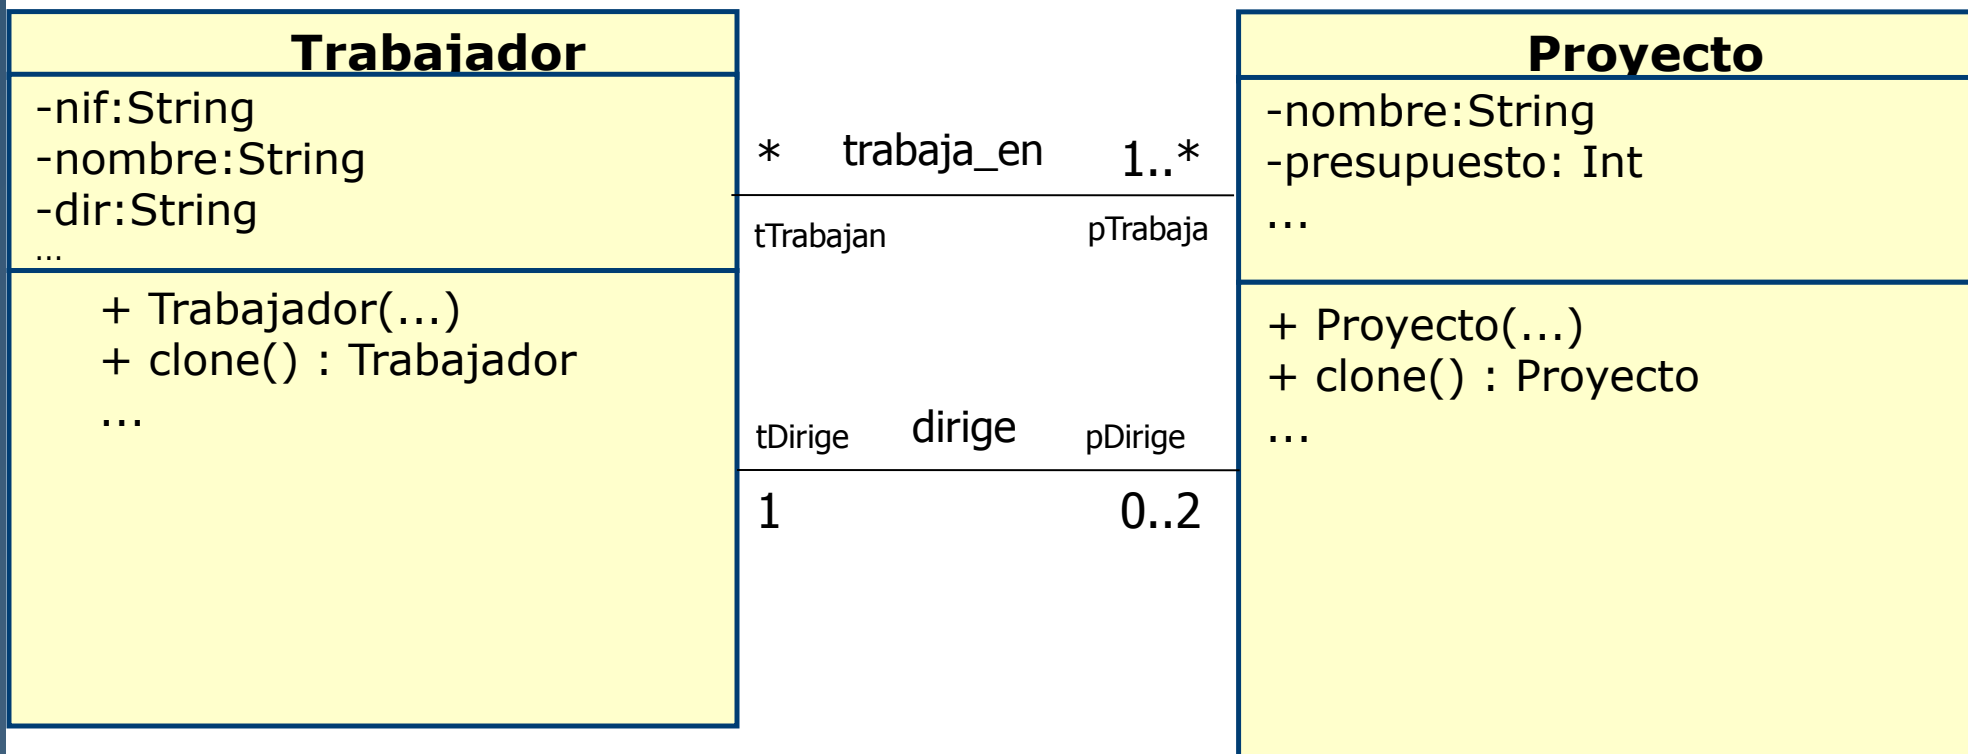 Trabajador
-nif:String
-nombre:String
-dir:String
...
+ Trabajador(...)
+ clone() : Trabajador
...
* trabaja_en 1..*
tTrabajan pTrabaja
tDirige dirige pDirige
1 0..2
Proyecto
-nombre:String
-presupuesto: Int
...
+ Proyecto(...)
+ clone() : Proyecto
...